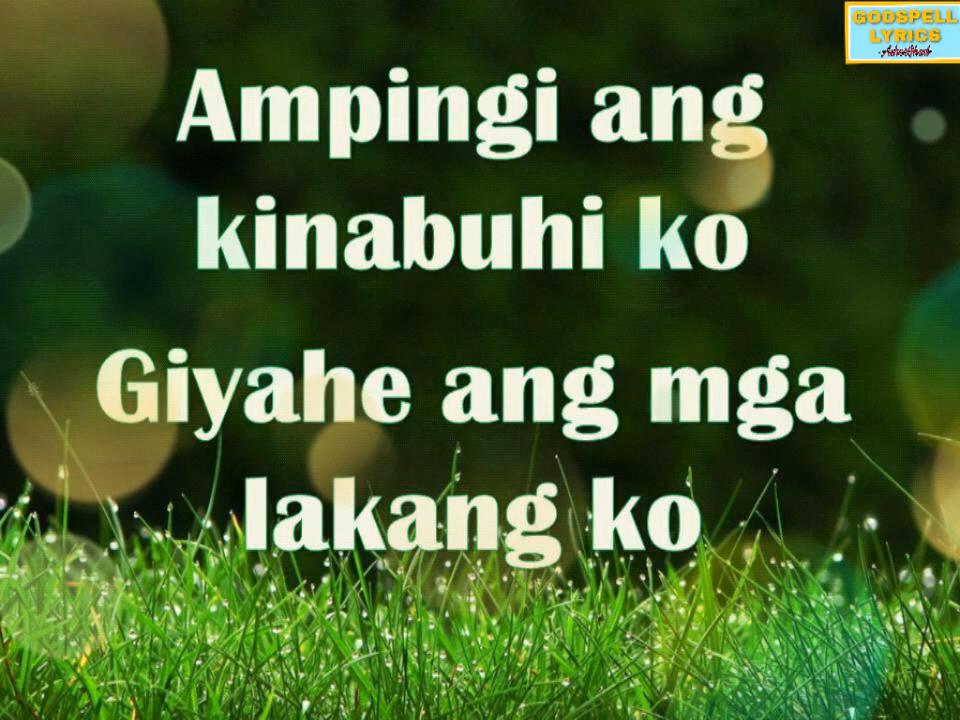 GODSPELL
LYRICS
Ampingi ang
kinabuhi ko
Giyahe ang mga
lakang ko